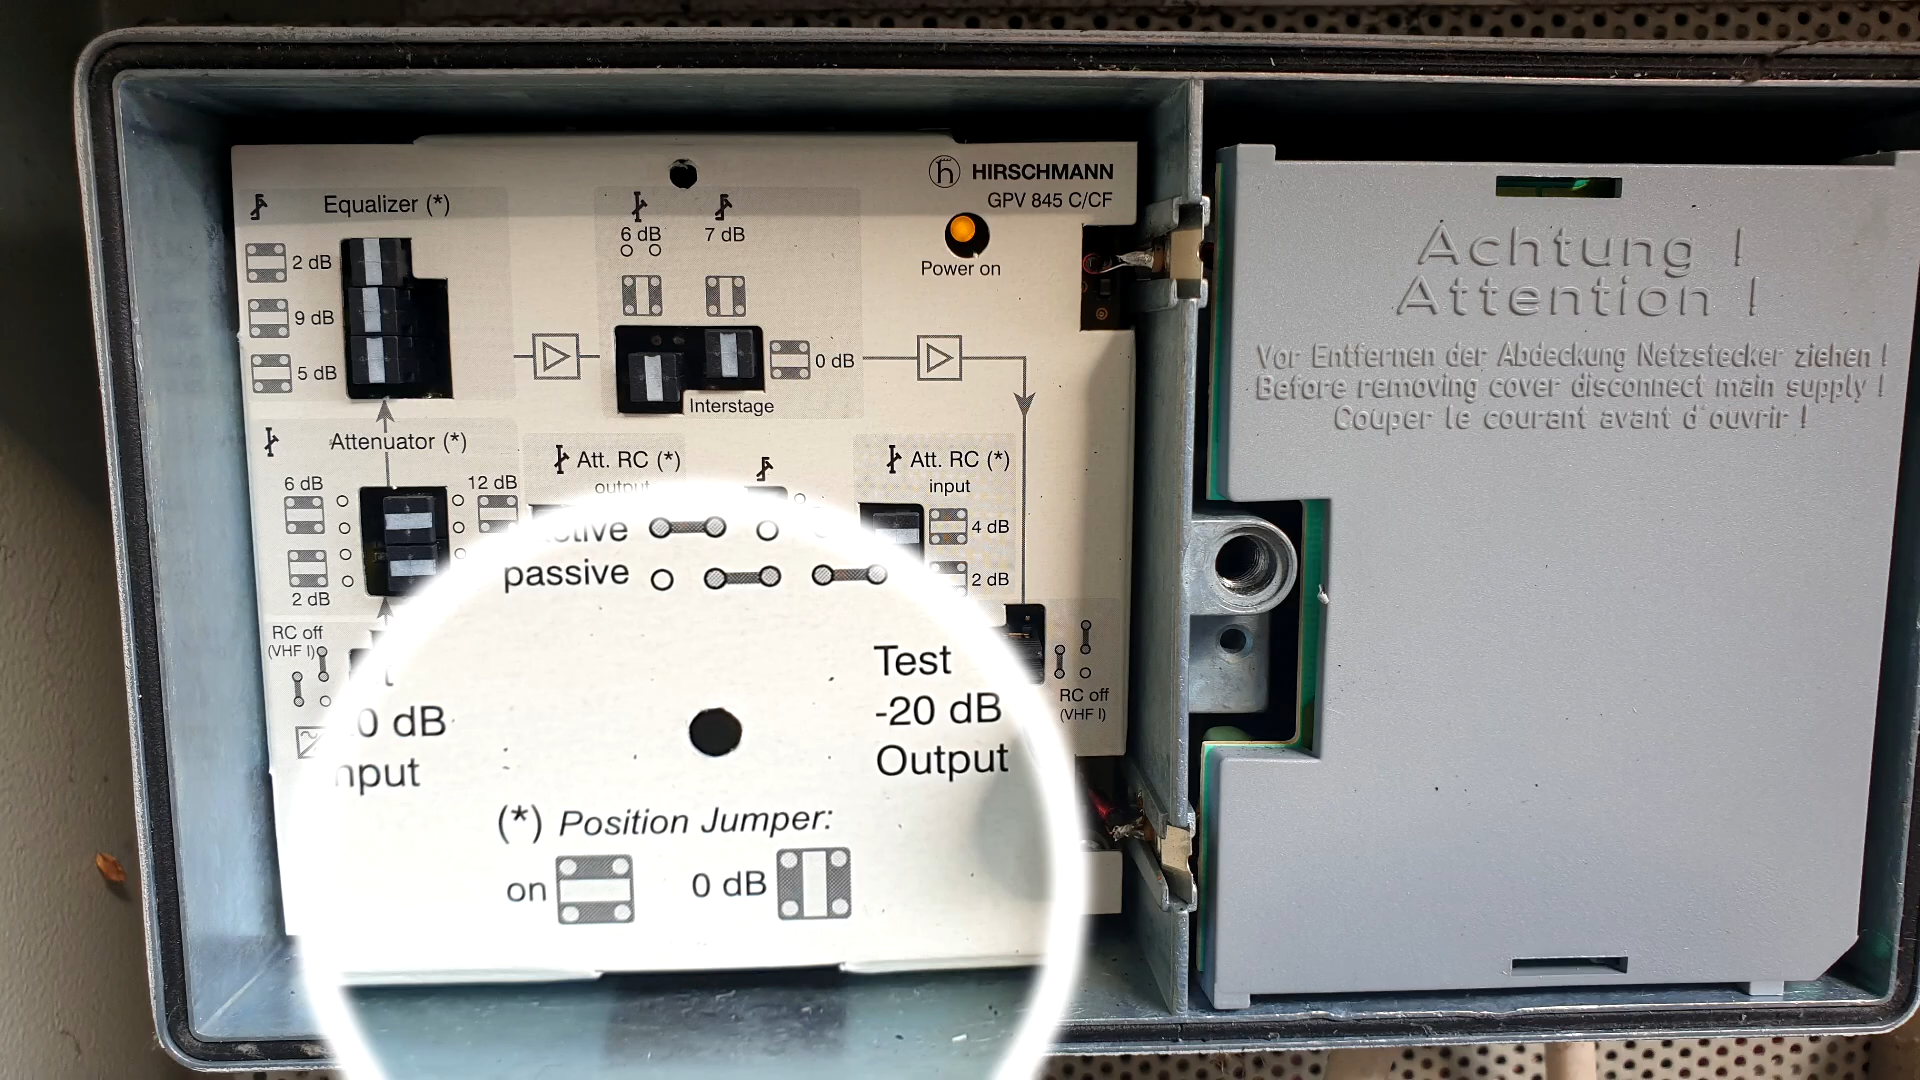 HIRSCHMANN
GPV 845 C/CF
Equalizer (*)
2 dB
9 dB
5 dB
6 dB
7 dB
0 dB
Interstage
Power on
Attenuator (*)
6 dB
12 dB
2 dB
Att. RC (*)
output
Att. RC (*)
input
4 dB
2 dB
RC off
(VHF I)
passive
0 dB
Test
-20 dB
Output
RC off
(VHF I)
(*) Position Jumper:
on
0 dB
Achtung !
Attention !
Vor Entfernen der Abdeckung Netzstecker ziehen !
Before removing cover disconnect main supply !
Couper le courant avant d'ouvrir !